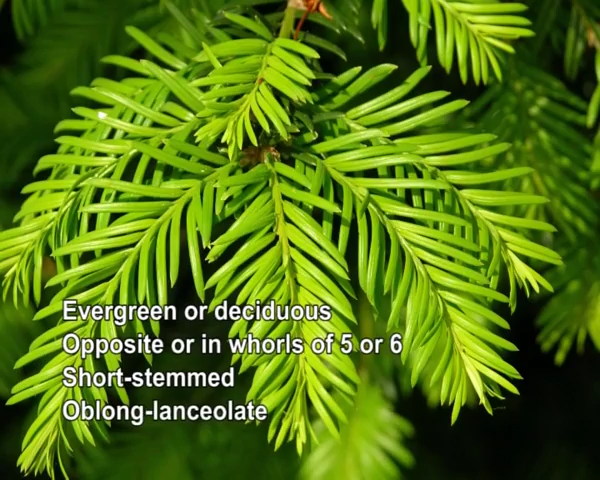 Evergreen or deciduous
Opposite or in whorls of 5 or 6
Short-stemmed
Oblong-lanceolate